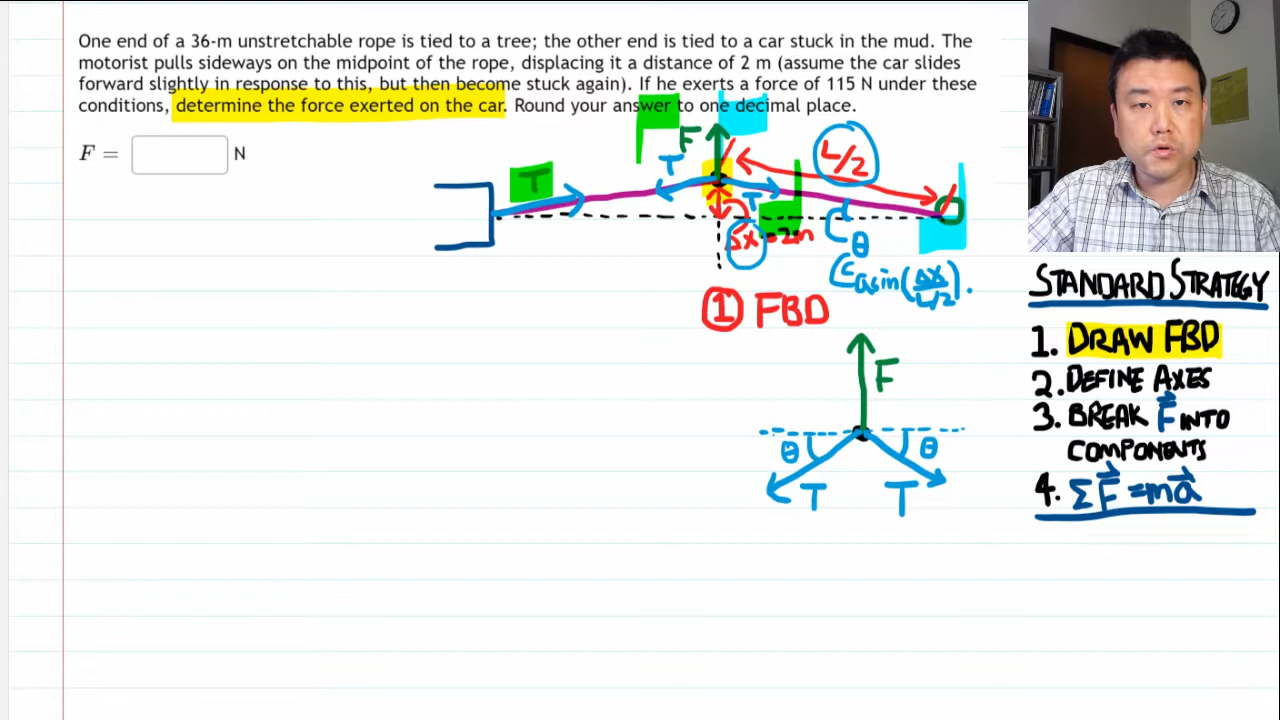 One end of a 36-m unstretchable rope is tied to a tree; the other end is tied to a car stuck in the mud. The
motorist pulls sideways on the midpoint of the rope, displacing it a distance of 2 m (assume the car slides
forward slightly in response to this, but then become stuck again). If he exerts a force of 115 N under these
conditions, determine the force exerted on the car. Round your answer to one decimal place.
F = N
F
T
L/2
T
T
Δx = 2m
θ
asin(Δx/L/2).
① FBD
F
θ
θ
T
T
STANDARD STRATEGY
1. DRAW FBD
2. DEFINE AXES
3. BREAK F⃗ INTO
COMPONENTS
4. ΣF⃗ = ma⃗